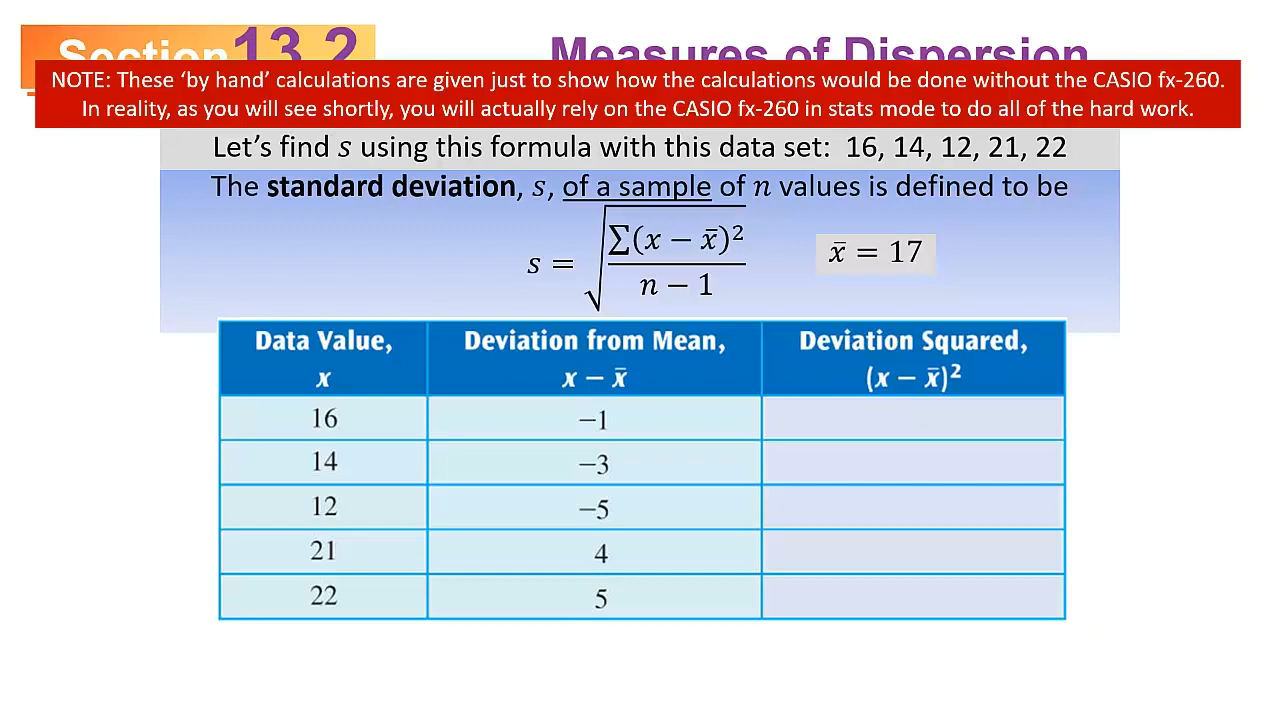 Section 13.2
Measures of Dispersion
NOTE: These ‘by hand’ calculations are given just to show how the calculations would be done without the CASIO fx-260.
In reality, as you will see shortly, you will actually rely on the CASIO fx-260 in stats mode to do all of the hard work.
Let’s find s using this formula with this data set: 16, 14, 12, 21, 22
The standard deviation, s, of a sample of n values is defined to be
s = √(∑(x − x̄)² / (n − 1))
x̄ = 17
Data Value, x | Deviation from Mean, x − x̄ | Deviation Squared, (x − x̄)²
16 | −1
14 | −3
12 | −5
21 | 4
22 | 5